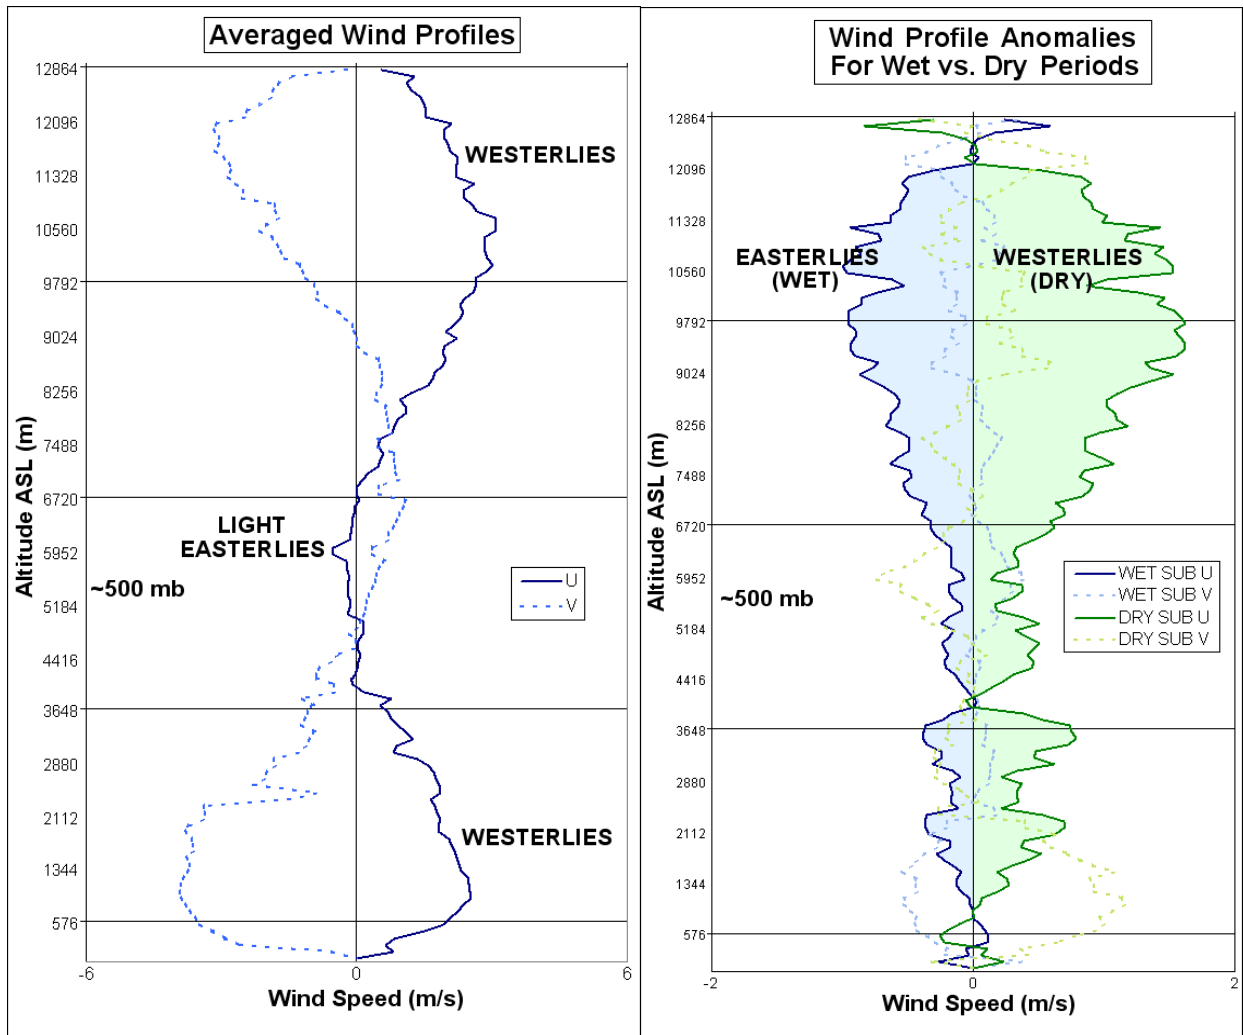 Averaged Wind Profiles
12864
12096
11328
10560
9792
9024
8256
7488
6720
5952
5184
4416
3648
2880
2112
1344
576
-6
0
6
Altitude ASL (m)
Wind Speed (m/s)
WESTERLIES
LIGHT
EASTERLIES
~500 mb
WESTERLIES
U
V
Wind Profile Anomalies
For Wet vs. Dry Periods
12864
12096
11328
10560
9792
9024
8256
7488
6720
5952
5184
4416
3648
2880
2112
1344
576
-2
0
2
Altitude ASL (m)
Wind Speed (m/s)
EASTERLIES
(WET)
WESTERLIES
(DRY)
~500 mb
WET SUB U
WET SUB V
DRY SUB U
DRY SUB V